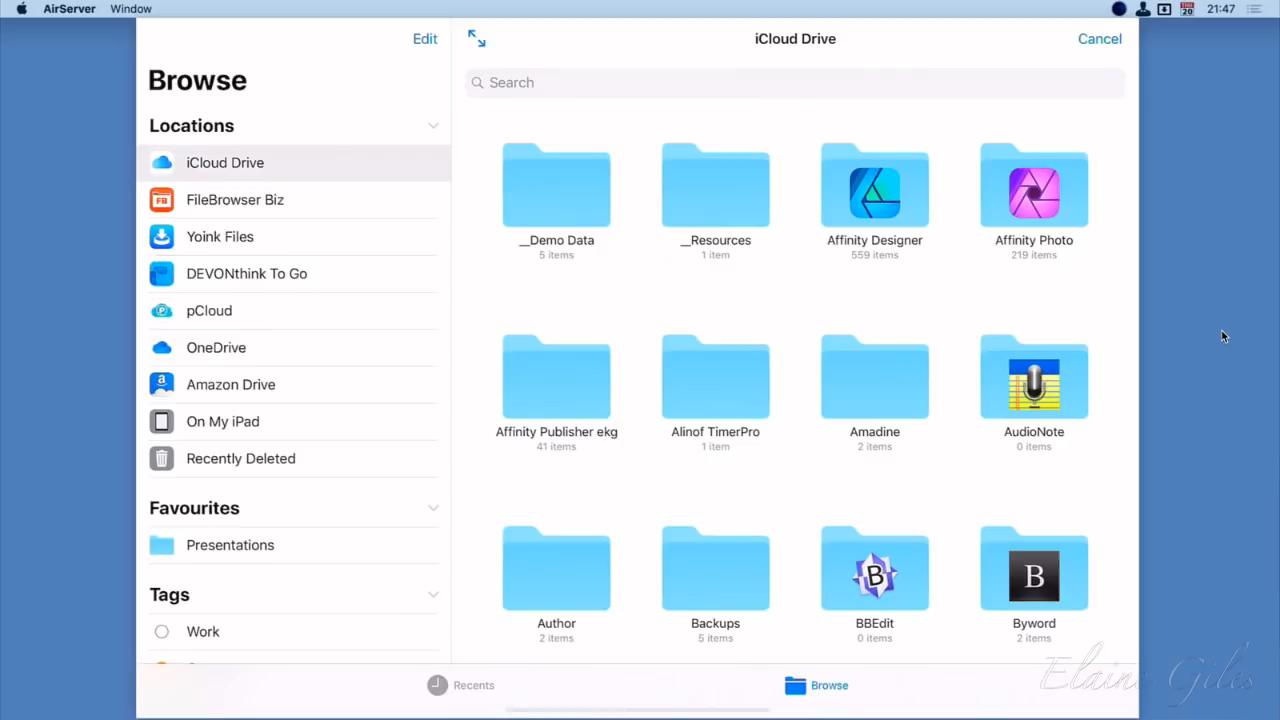 AirServer Window
THU 20 21:47
Edit
Browse
Locations
iCloud Drive
FB
FileBrowser Biz
Yoink Files
DEVONthink To Go
P
pCloud
OneDrive
a
Amazon Drive
On My iPad
Recently Deleted
Favourites
Presentations
Tags
Work
iCloud Drive
Cancel
Search
__Demo Data
5 items
__Resources
1 item
Affinity Designer
559 items
Affinity Photo
219 items
Affinity Publisher ekg
41 items
Alinof TimerPro
1 item
Amadine
2 items
AudioNote
0 items
Author
2 items
Backups
5 items
B
BBEdit
0 items
B
Byword
2 items
Recents
Browse
Elaine Giles